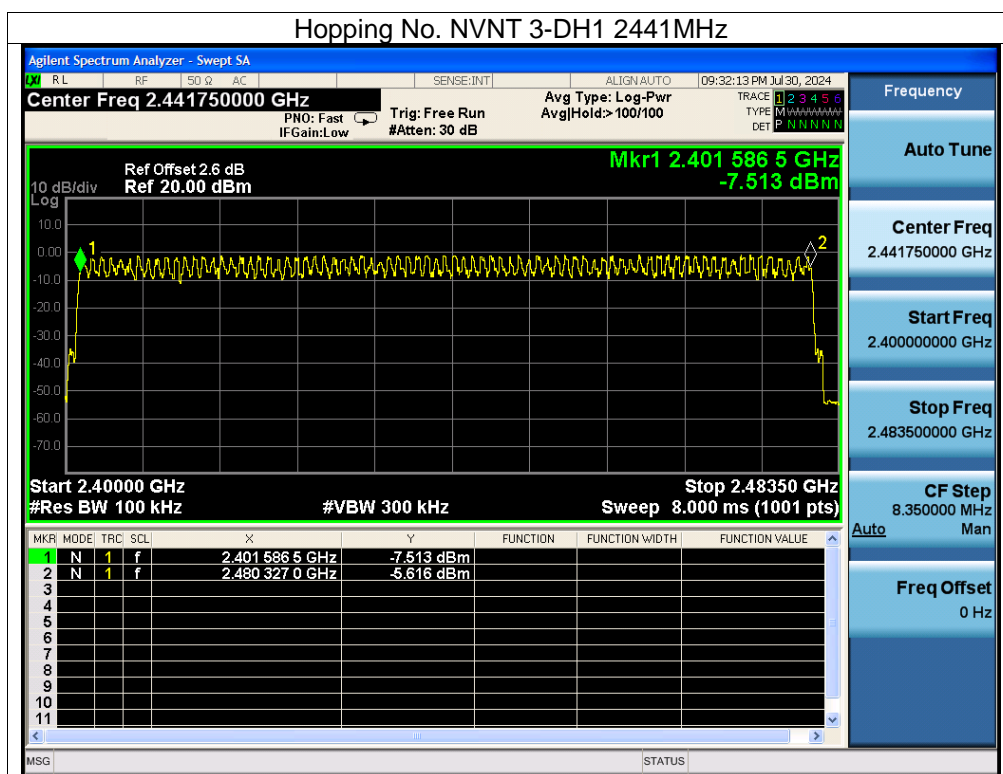 Hopping No. NVNT 3-DH1 2441MHz
Agilent Spectrum Analyzer - Swept SA
LXI RL RF 50 Ω AC SENSE:INT ALIGN AUTO 09:32:13 PM Jul 30, 2024
Center Freq 2.441750000 GHz
PNO: Fast
IFGain:Low
Trig: Free Run
#Atten: 30 dB
Avg Type: Log-Pwr
Avg|Hold:>100/100
TRACE 1 2 3 4 5 6
TYPE M
DET P N N N N N
Mkr1 2.401 586 5 GHz
-7.513 dBm
Ref Offset 2.6 dB
10 dB/div Ref 20.00 dBm
Log
10.0
0.00
-10.0
-20.0
-30.0
-40.0
-50.0
-60.0
-70.0
1
2
Start 2.40000 GHz Stop 2.48350 GHz
#Res BW 100 kHz #VBW 300 kHz Sweep 8.000 ms (1001 pts)
MKR MODE TRC SCL X Y FUNCTION FUNCTION WIDTH FUNCTION VALUE
1 N 1 f 2.401 586 5 GHz -7.513 dBm
2 N 1 f 2.480 327 0 GHz -5.616 dBm
3
4
5
6
7
8
9
10
11
MSG STATUS
Frequency
Auto Tune
Center Freq
2.441750000 GHz
Start Freq
2.400000000 GHz
Stop Freq
2.483500000 GHz
CF Step
8.350000 MHz
Auto Man
Freq Offset
0 Hz